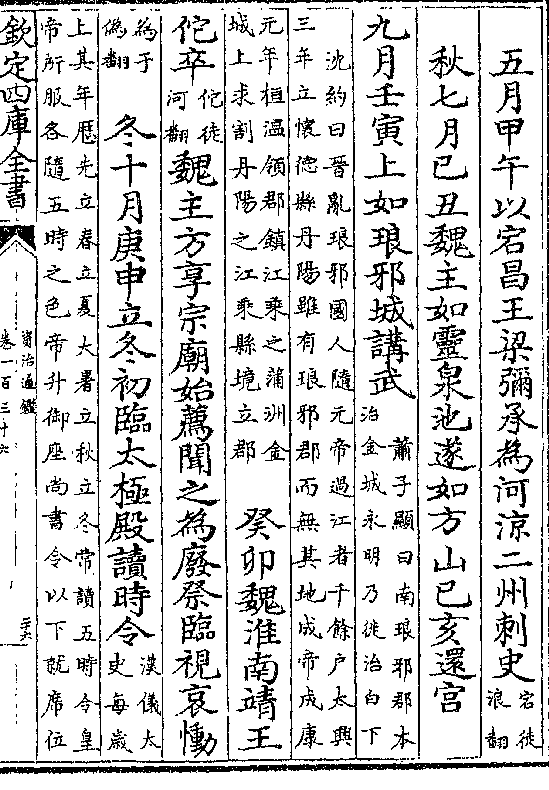 五月甲午以宕昌王梁彌承為河涼二州刺史宕徒浪翻
秋七月己丑魏主如靈泉池遂如方山己亥還宮
九月壬寅上如琅邪城講武蕭子顯曰南琅邪郡本治金城永明乃徙治白下
沈約曰晉亂琅邪國人隨元帝過江者千餘户太興三年立懷德縣丹陽雖有琅邪郡而無其地成帝咸康
元年桓温領郡鎮江乘之蒲洲金城上求割丹陽之江乘縣境立郡癸卯魏淮南靖王
佗卒佗徒河翻魏主方享宗廟始薦聞之為廢祭臨視哀慟
為于偽翻冬十月庚申立冬初臨太極殿讀時令漢儀太史每歲
上其年厯先立春立夏大暑立秋立冬常讀五時令皇帝所服各隨五時之色帝升御座尚書令以下就席位
欽定四庫全書
資治通鑑
卷一百三十六